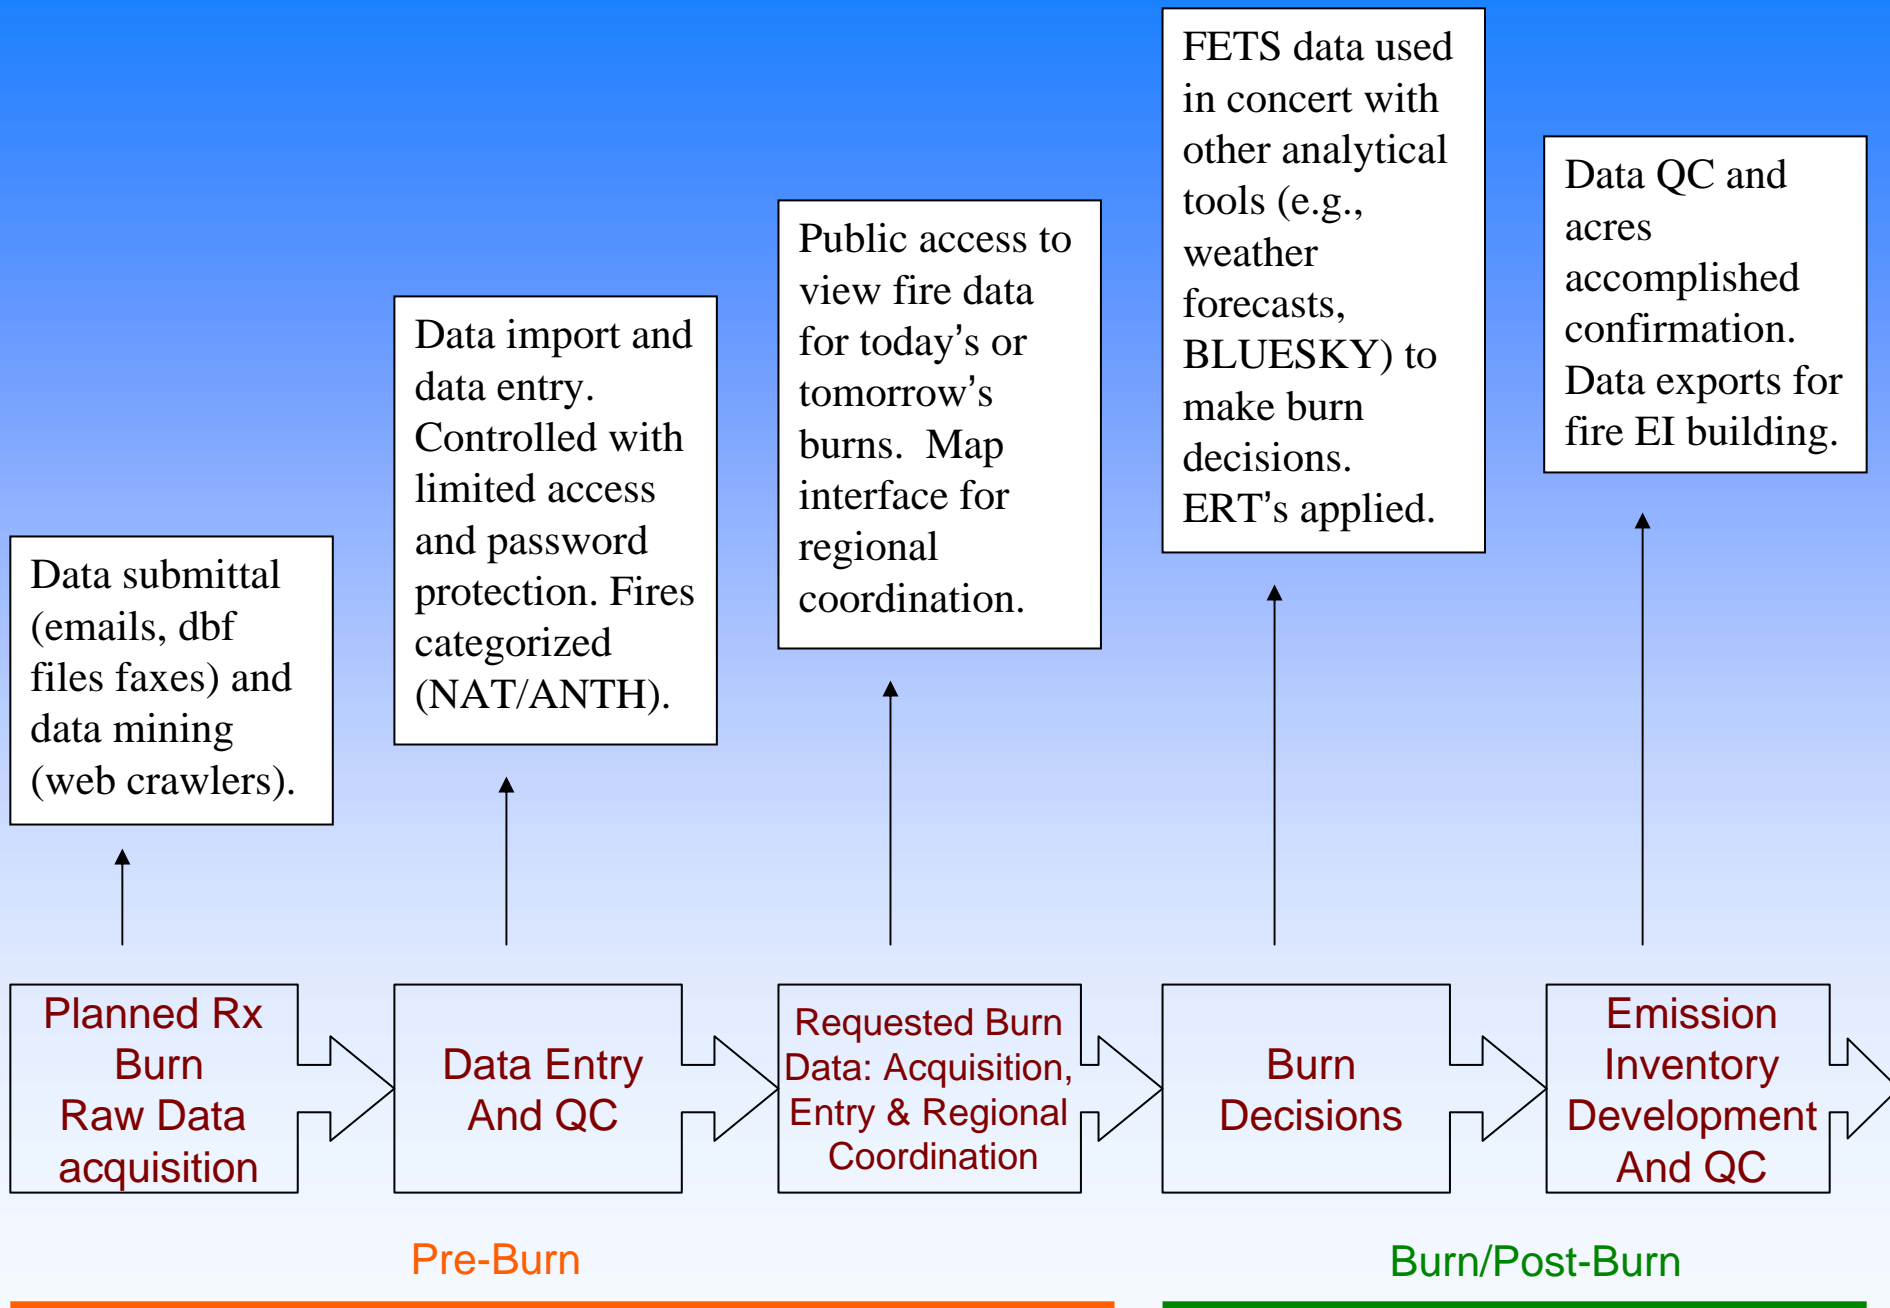 Data submittal
(emails, dbf
files faxes) and
data mining
(web crawlers).
Data import and
data entry.
Controlled with
limited access
and password
protection. Fires
categorized
(NAT/ANTH).
Public access to
view fire data
for today’s or
tomorrow’s
burns.  Map
interface for
regional
coordination.
FETS data used
in concert with
other analytical
tools (e.g.,
weather
forecasts,
BLUESKY) to
make burn
decisions.
ERT’s applied.
Data QC and
acres
accomplished
confirmation.
Data exports for
fire EI building.
Planned Rx
Burn
Raw Data
acquisition
Data Entry
And QC
Requested Burn
Data: Acquisition,
Entry & Regional
Coordination
Burn
Decisions
Emission
Inventory
Development
And QC
Pre-Burn
Burn/Post-Burn